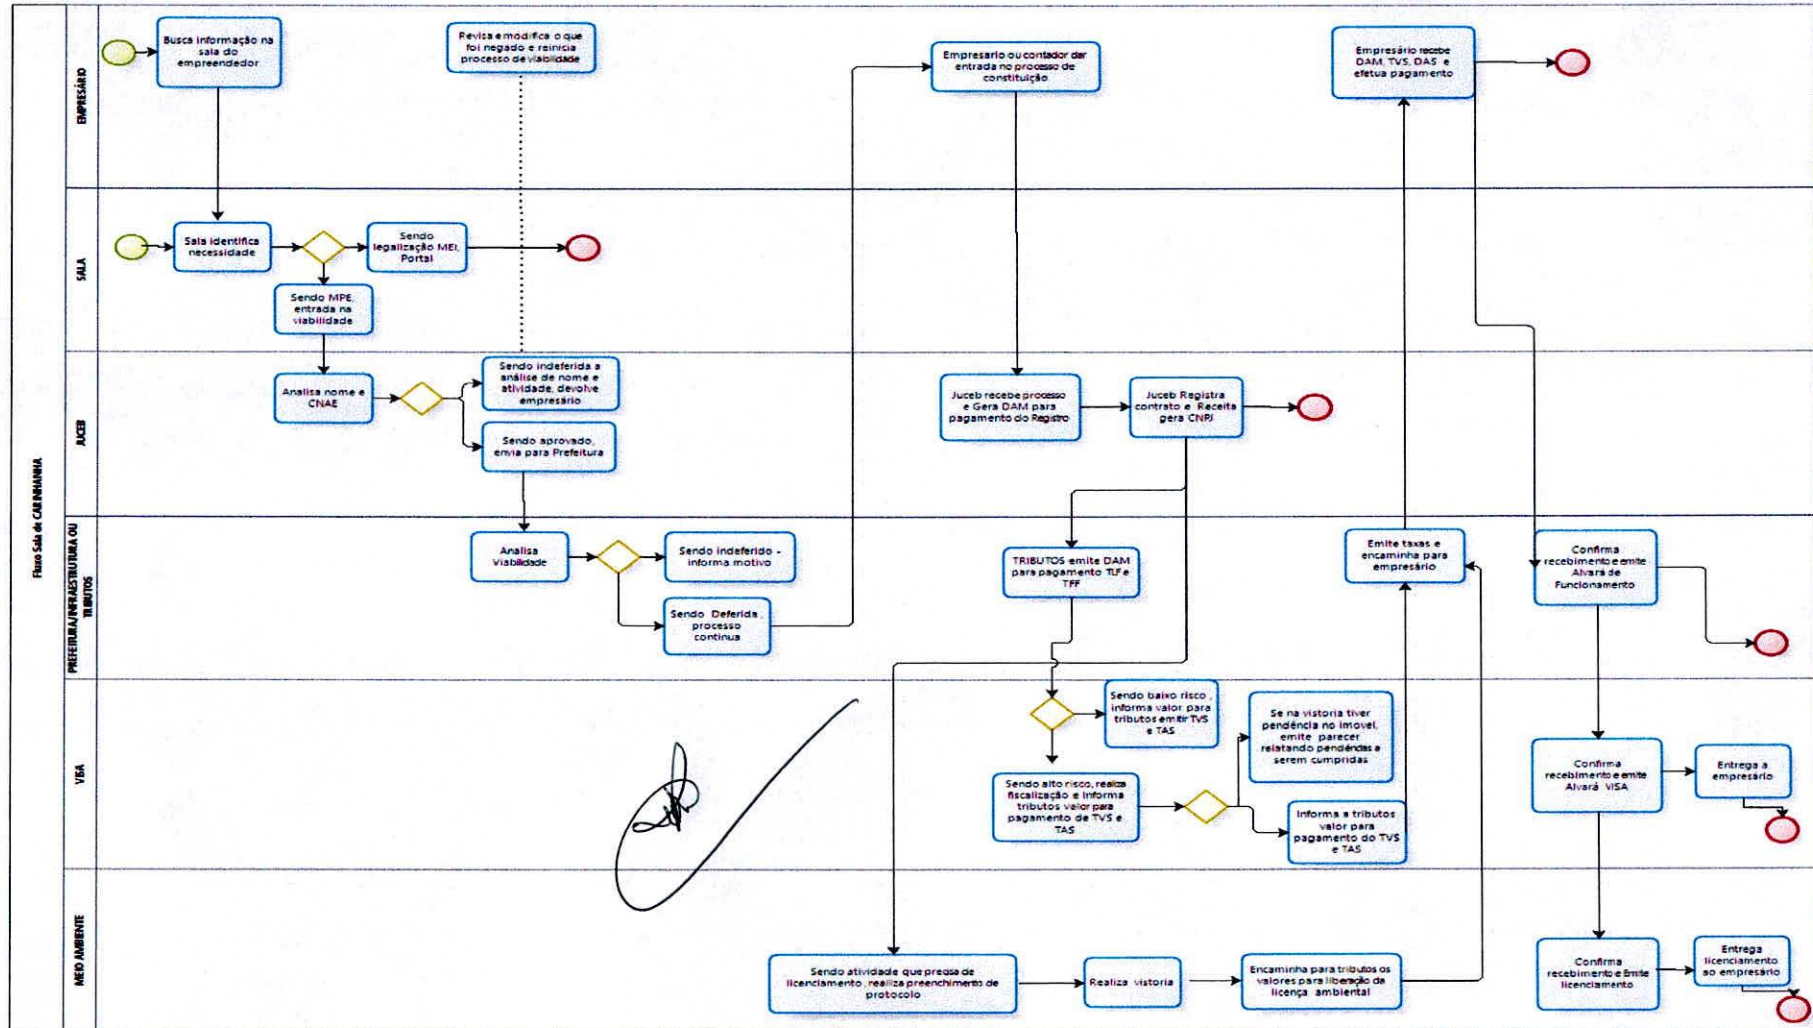 Fluxo Sala de CARINHANHA
EMPRESÁRIO
Busca informação na
sala do
empreendedor
Revisa e modifica o que
foi negado e reinicia
processo de viabilidade
Empresario ou contador dar
entrada no processo de
constituição
Empresário recebe
DAM, TVS, DAS e
efetua pagamento
SALA
Sala identifica
necessidade
Sendo
legalização MEI,
Portal
Sendo MPE,
entrada na
viabilidade
JUCEB
Analisa nome e
CNAE
Sendo indeferida a
análise de nome e
atividade, devolve
empresário
Sendo aprovado,
envia para Prefeitura
Juceb recebe processo
e Gera DAM para
pagamento do Registro
Juceb Registra
contrato e Receita
gera CNPJ
PREFEITURA/INFRAESTRUTURA OU
TRIBUTOS
Analisa
Viabilidade
Sendo indeferido -
informa motivo
Sendo Deferida,
processo
continua
TRIBUTOS emite DAM
para pagamento TLF e
TFF
Emite taxas e
encaminha para
empresário
Confirma
recebimento e emite
Alvará de
Funcionamento
VISA
Sendo baixo risco,
informa valor para
tributos emitir TVS
e TAS
Sendo alto risco, realiza
fiscalização e Informa
tributos valor para
pagamento de TVS e
TAS
Se na vistoria tiver
pendência no imovel,
emite parecer
relatando pendências a
serem cumpridas
Informa a tributos
valor para
pagamento do TVS
e TAS
Confirma
recebimento e emite
Alvará VISA
Entrega a
empresário
MEIO AMBIENTE
Sendo atividade que precisa de
licenciamento, realiza preenchimento de
protocolo
Realiza vistoria
Encaminha para tributos os
valores para liberação da
licença ambiental
Confirma
recebimento e Emite
licenciamento
Entrega
licenciamento
ao empresário